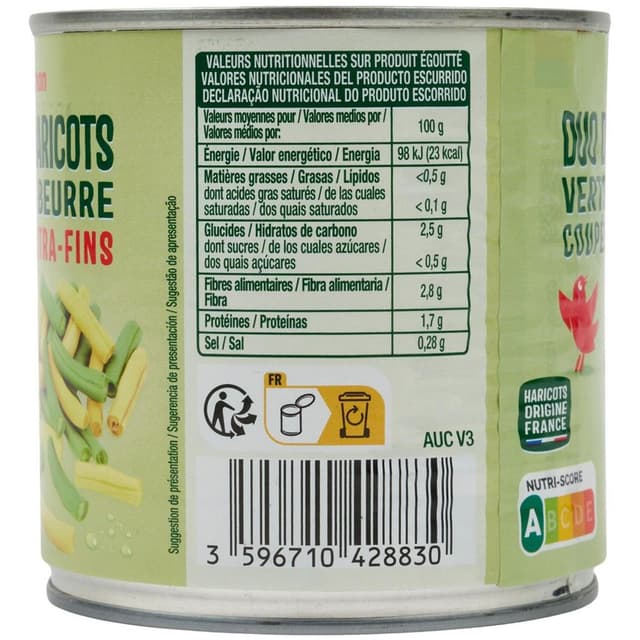 ARICOTS
BEURRE
TRA-FINS
Suggestion de présentation / Sugerencia de presentación / Sugestão de apresentação
VALEURS NUTRITIONNELLES SUR PRODUIT ÉGOUTTÉ
VALORES NUTRICIONALES DEL PRODUCTO ESCURRIDO
DECLARAÇÃO NUTRICIONAL DO PRODUTO ESCORRIDO
Valeurs moyennes pour / Valores medios por /
Valores médios por: 100 g
Énergie / Valor energético / Energia 98 kJ (23 kcal)
Matières grasses / Grasas / Lípidos <0,5 g
dont acides gras saturés / de las cuales
saturadas / dos quais saturados < 0,1 g
Glucides / Hidratos de carbono 2,5 g
dont sucres / de los cuales azúcares /
dos quais açúcares < 0,5 g
Fibres alimentaires / Fibra alimentaria /
Fibra 2,8 g
Protéines / Proteínas 1,7 g
Sel / Sal 0,28 g
FR
AUC V3
3 596710 428830
DUO D
VERT
COUPE
HARICOTS
ORIGINE
FRANCE
NUTRI-SCORE
A B C D E